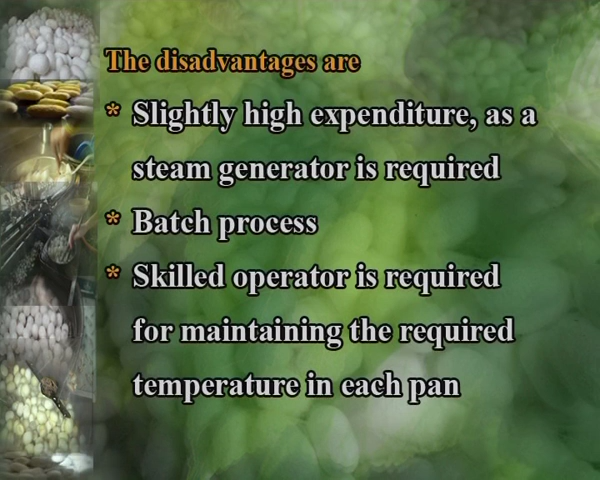 The disadvantages are
* Slightly high expenditure, as a
steam generator is required
* Batch process
* Skilled operator is required
for maintaining the required
temperature in each pan